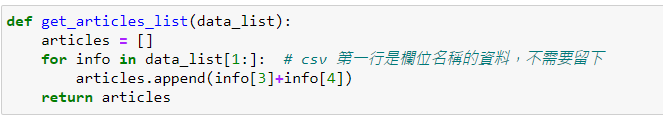 def get_articles_list(data_list):
    articles = []
    for info in data_list[1:]:  # csv 第一行是欄位名稱的資料，不需要留下
        articles.append(info[3]+info[4])
    return articles